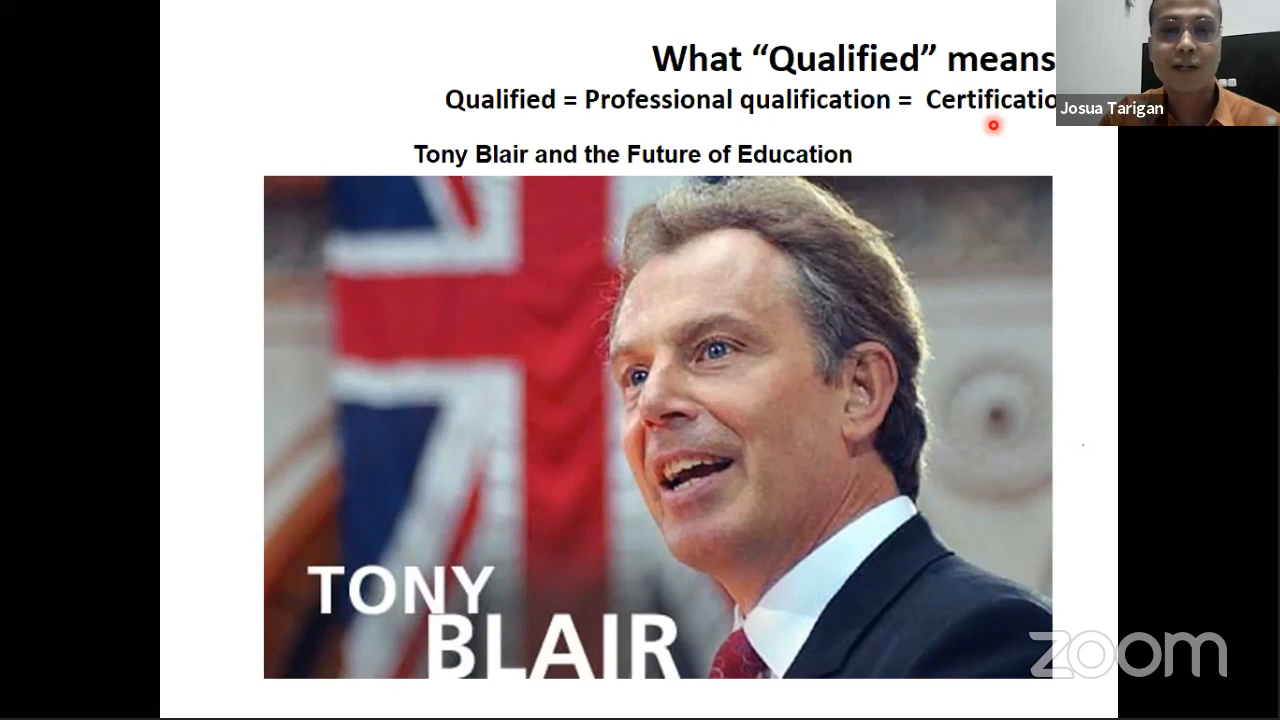 What “Qualified” means
Qualified = Professional qualification = Certificatio
Josua Tarigan
Tony Blair and the Future of Education
TONY
BLAIR
zoom